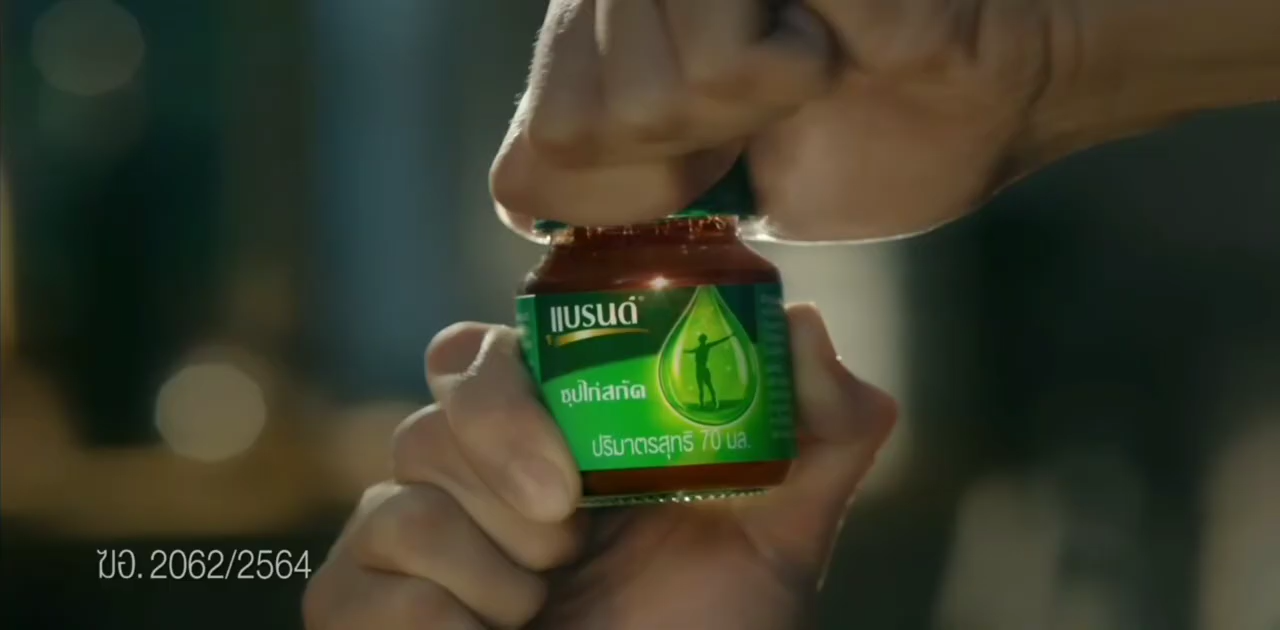 แบรนด์®
ซุปไก่สกัด
ปริมาตรสุทธิ 70 มล.
ฆอ. 2062/2564